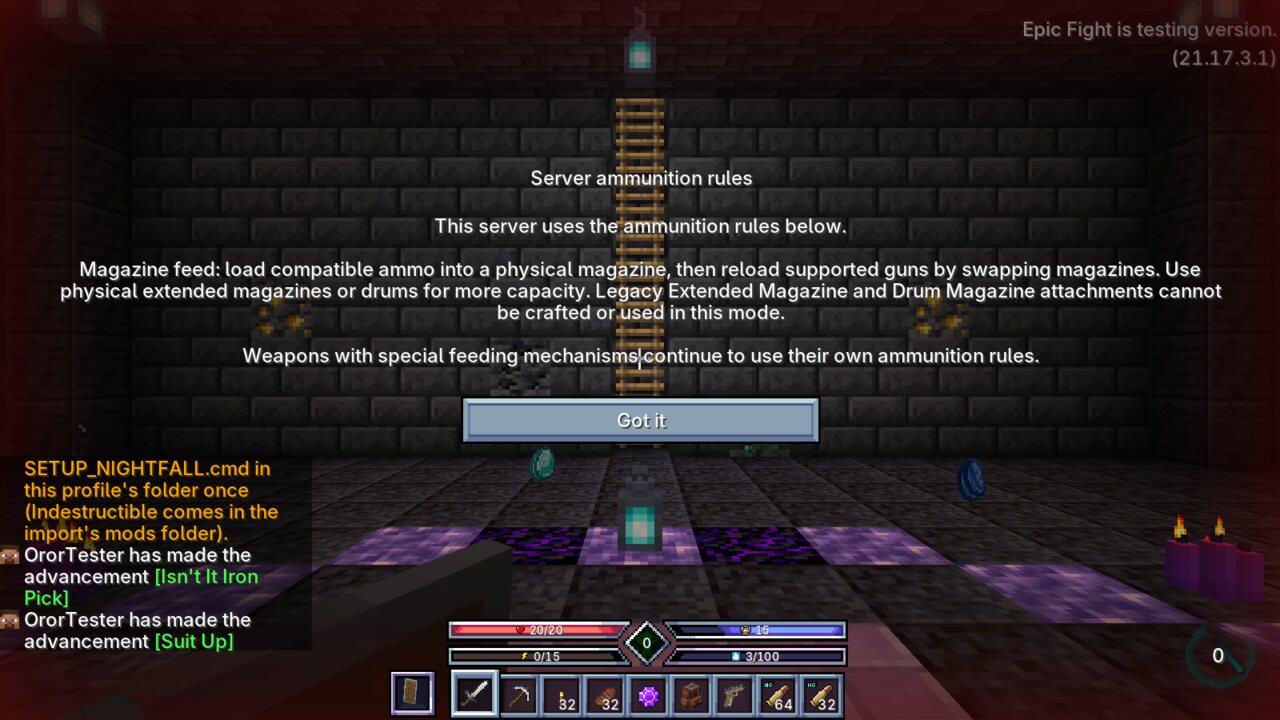 Epic Fight is testing version.
(21.17.3.1)
Server ammunition rules
This server uses the ammunition rules below.
Magazine feed: load compatible ammo into a physical magazine, then reload supported guns by swapping magazines. Use
physical extended magazines or drums for more capacity. Legacy Extended Magazine and Drum Magazine attachments cannot
be crafted or used in this mode.
Weapons with special feeding mechanisms continue to use their own ammunition rules.
Got it
SETUP_NIGHTFALL.cmd in
this profile's folder once
(Indestructible comes in the
import's mods folder).
OrorTester has made the
advancement [Isn't It Iron
Pick]
OrorTester has made the
advancement [Suit Up]
20/20
0
15
0/15
3/100
0
32
32
64
32